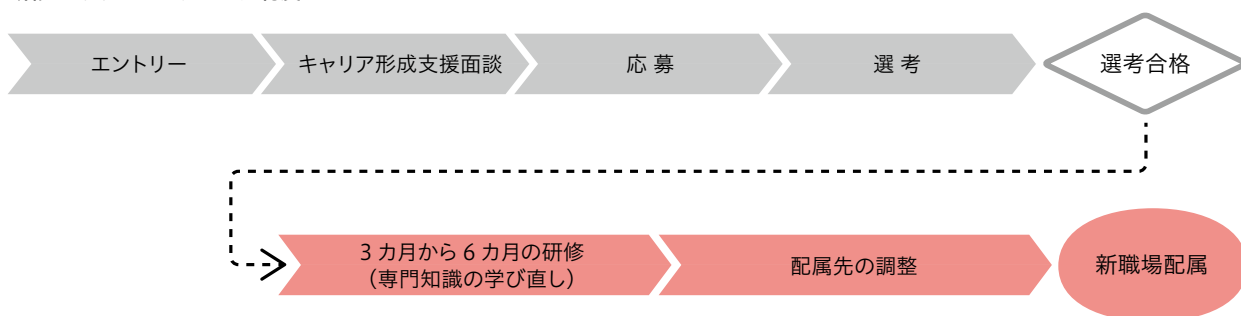 エントリー
キャリア形成支援面談
応 募
選 考
選考合格
3 カ月から 6 カ月の研修
（専門知識の学び直し）
配属先の調整
新職場配属